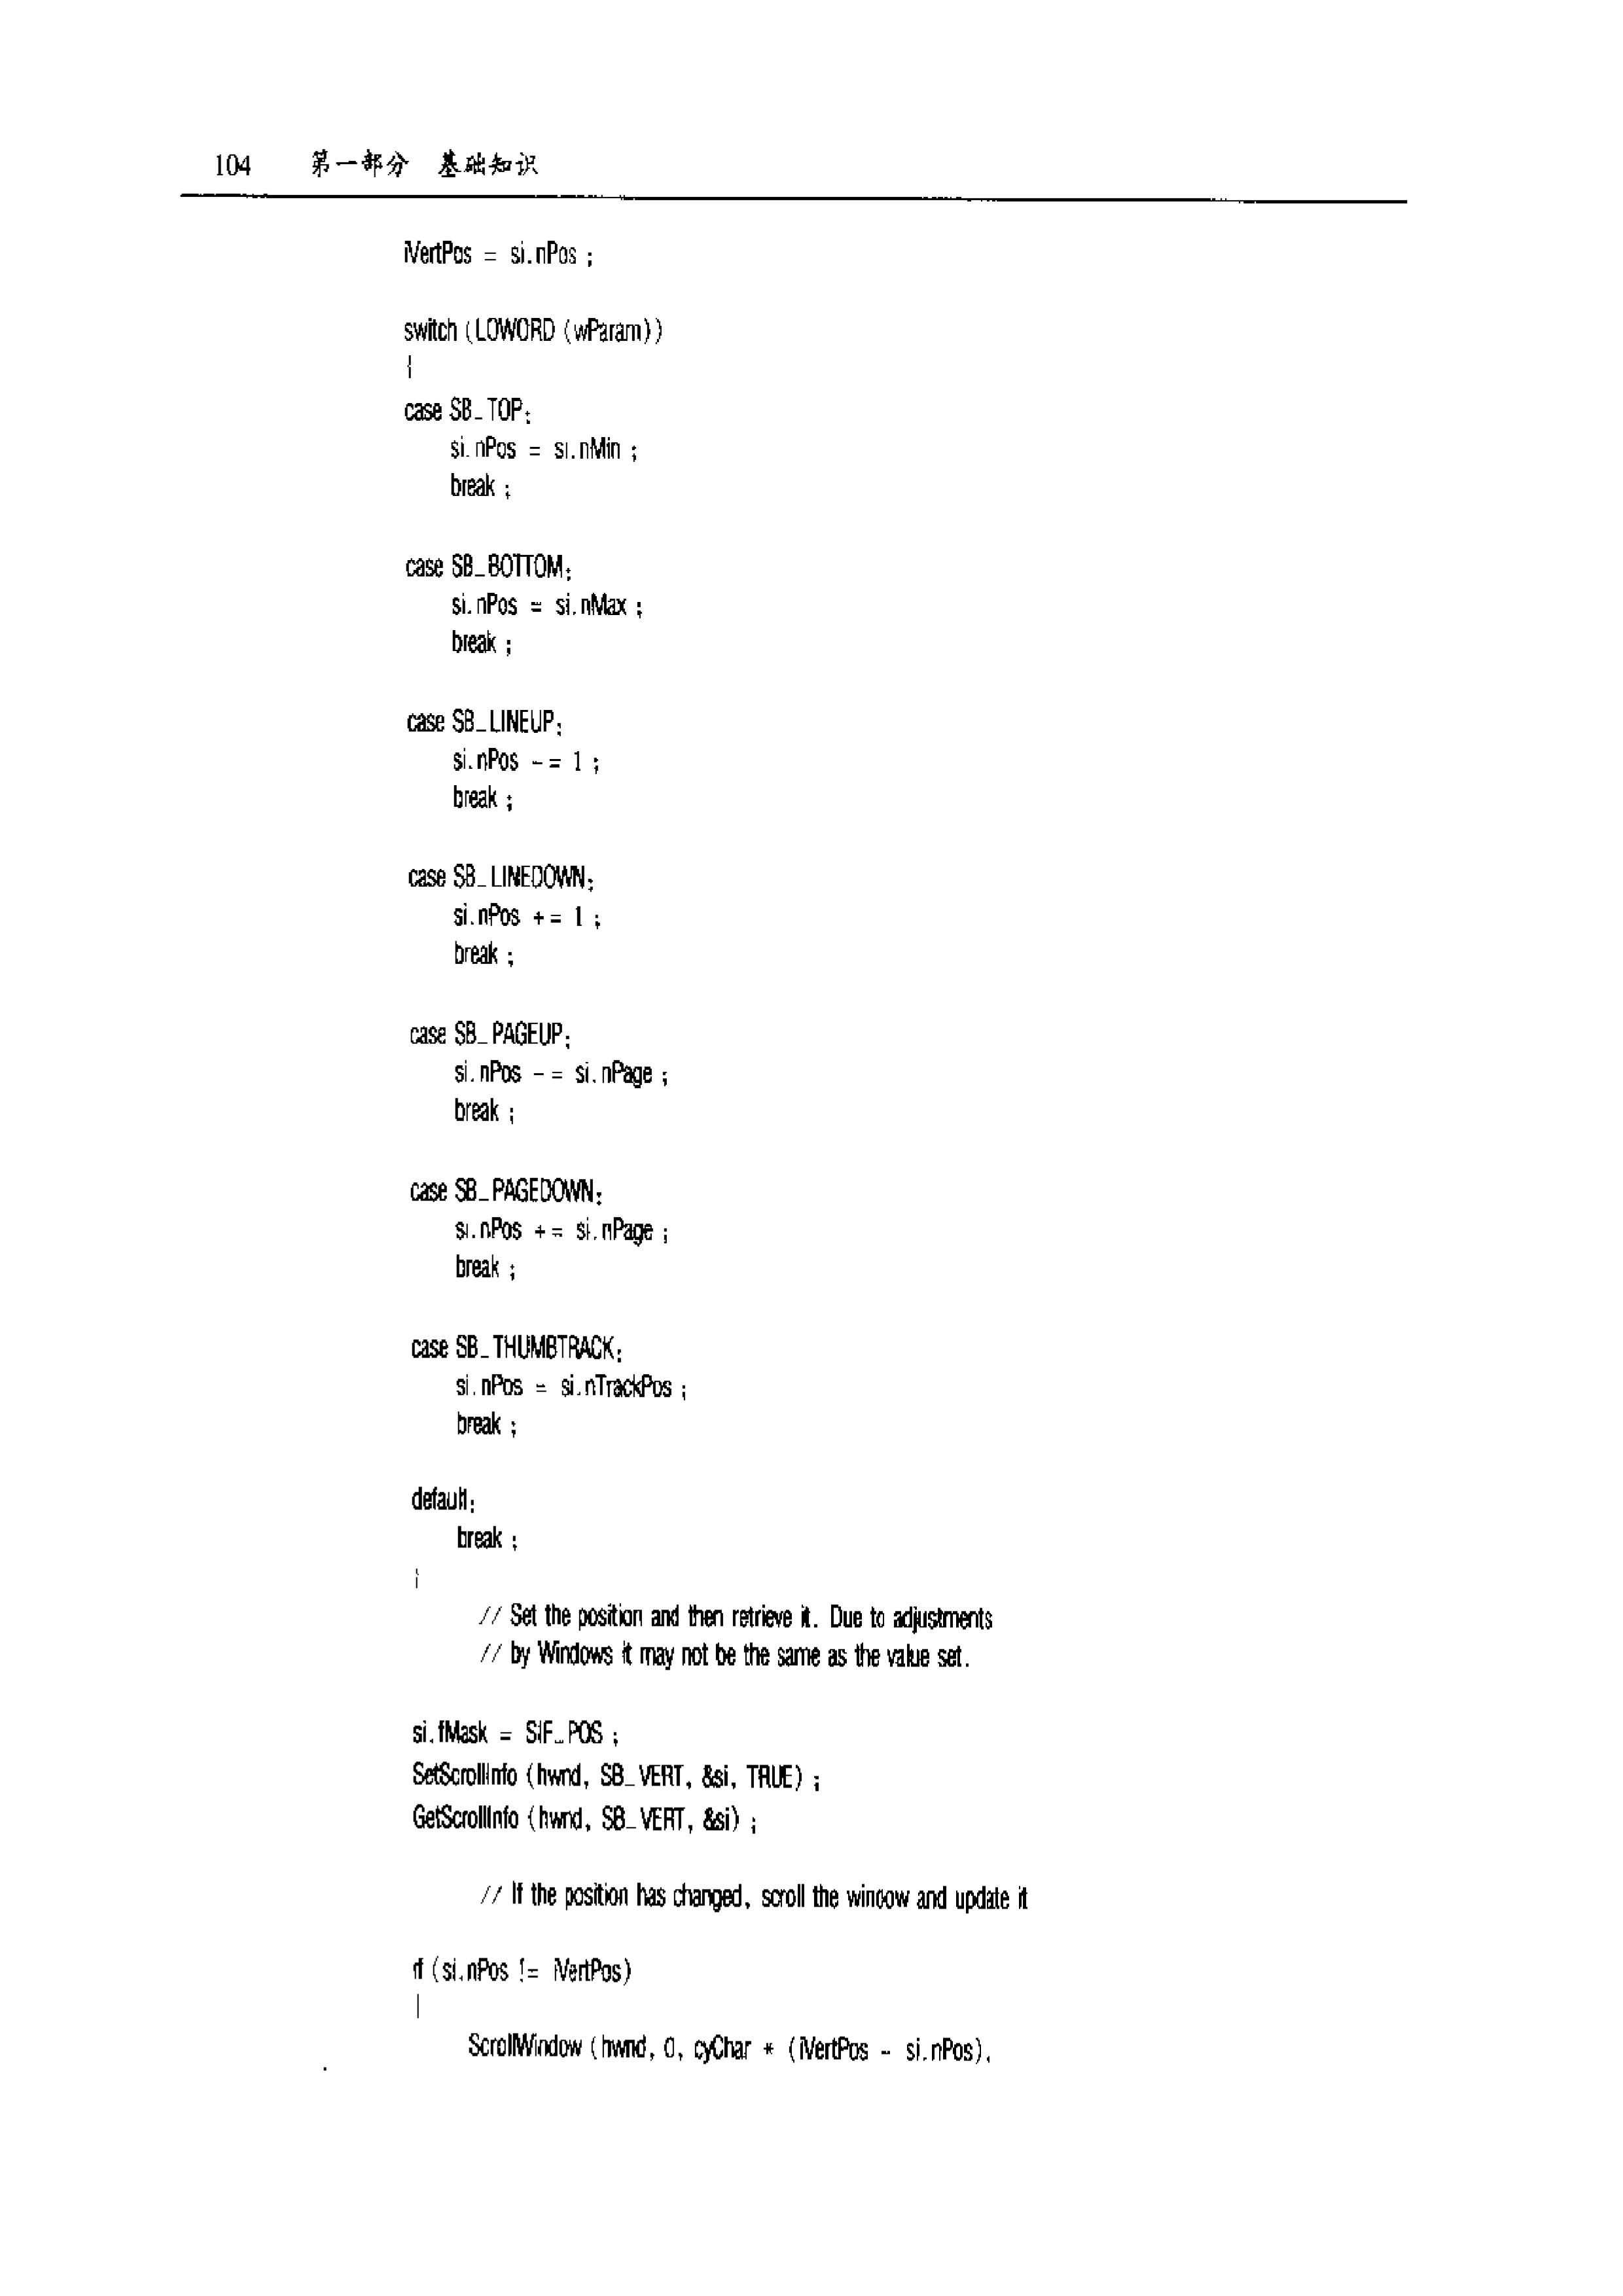 104 第一部分 基础知识
iVertPos = si.nPos ;
switch (LOWORD (wParam))
{
case SB_TOP:
si.nPos = si.nMin ;
break ;
case SB_BOTTOM:
si.nPos = si.nMax ;
break ;
case SB_LINEUP:
si.nPos -= 1 ;
break ;
case SB_LINEDOWN:
si.nPos += 1 ;
break ;
case SB_PAGEUP:
si.nPos -= si.nPage ;
break ;
case SB_PAGEDOWN:
si.nPos += si.nPage ;
break ;
case SB_THUMBTRACK:
si.nPos = si.nTrackPos ;
break ;
default:
break ;
}
// Set the position and then retrieve it. Due to adjustments
// by Windows it may not be the same as the value set.
si.fMask = SIF_POS ;
SetScrollInfo (hwnd, SB_VERT, &si, TRUE) ;
GetScrollInfo (hwnd, SB_VERT, &si) ;
// If the position has changed, scroll the window and update it
if (si.nPos != iVertPos)
{
ScrollWindow (hwnd, 0, cyChar * (iVertPos - si.nPos),